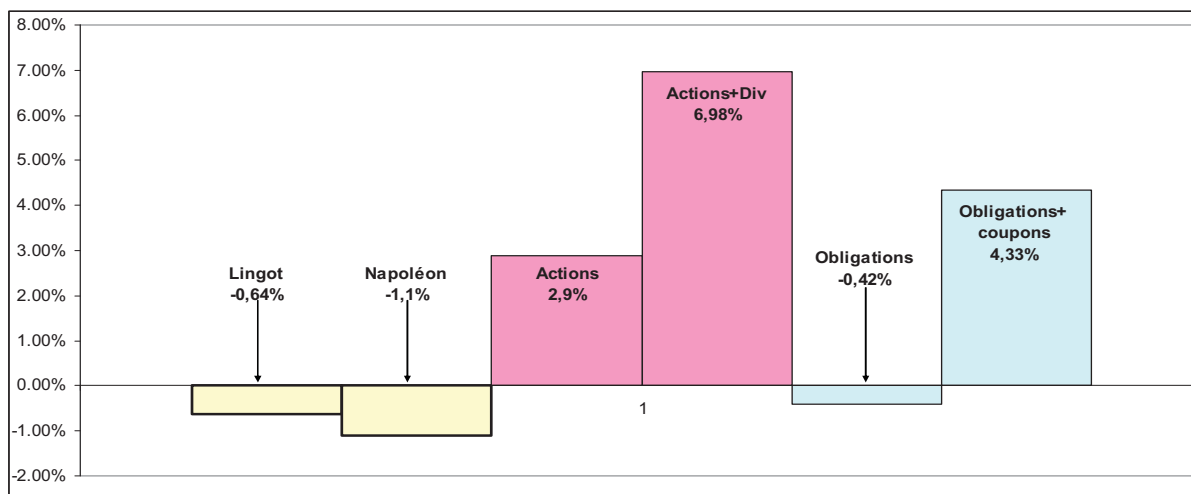 8.00%
7.00%
6.00%
5.00%
4.00%
3.00%
2.00%
1.00%
0.00%
-1.00%
-2.00%
Lingot
-0,64%
Napoléon
-1,1%
Actions
2,9%
Actions+Div
6,98%
Obligations
-0,42%
Obligations+
coupons
4,33%
1